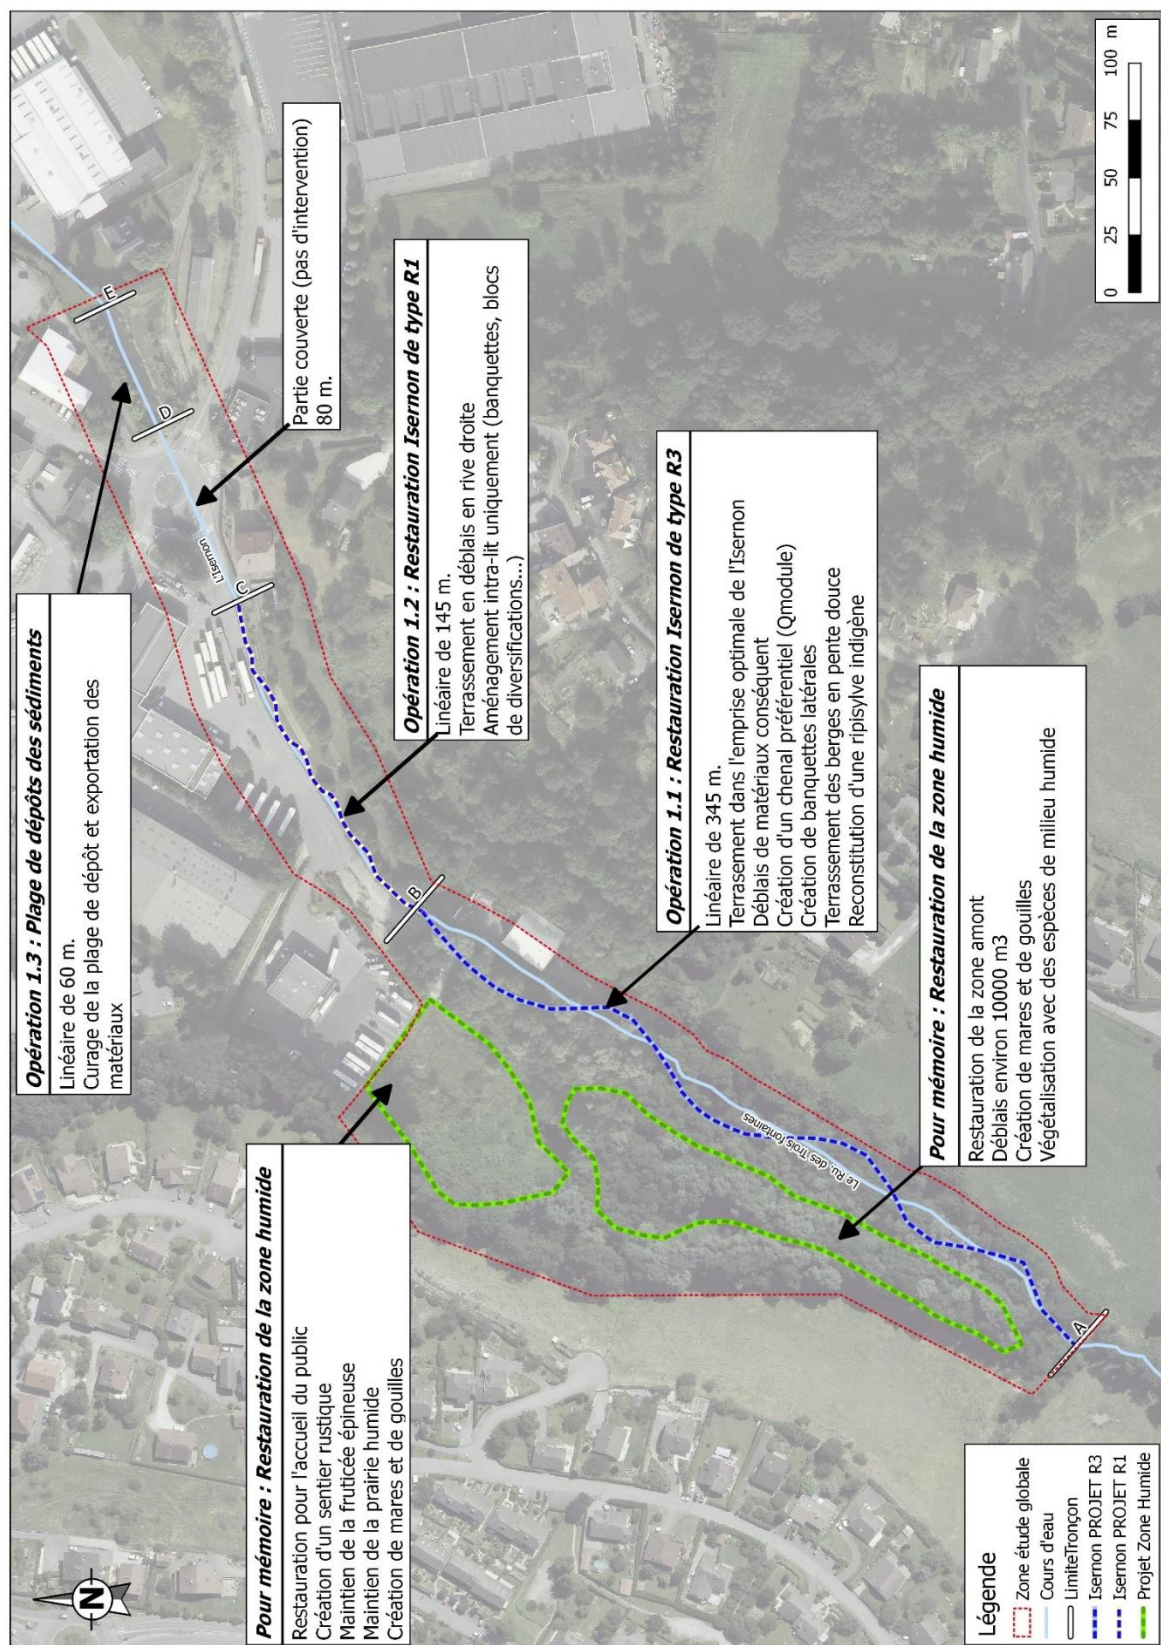 Opération 1.3 : Plage de dépôts des sédiments
Linéaire de 60 m.
Curage de la plage de dépôt et exportation des
matériaux
Partie couverte (pas d'intervention)
80 m.
Opération 1.2 : Restauration Isernon de type R1
Linéaire de 145 m.
Terrassement en déblais en rive droite
Aménagement intra-lit uniquement (banquettes, blocs
de diversifications...)
Opération 1.1 : Restauration Isernon de type R3
Linéaire de 345 m.
Terrasement dans l'emprise optimale de l'Isernon
Déblais de matériaux conséquent
Création d'un chenal préférentiel (Qmodule)
Création de banquettes latérales
Terrassement des berges en pente douce
Reconstitution d'une ripisylve indigène
Pour mémoire : Restauration de la zone humide
Restauration pour l'accueil du public
Création d'un sentier rustique
Maintien de la fruticée épineuse
Maintien de la prairie humide
Création de mares et de gouilles
Pour mémoire : Restauration de la zone humide
Restauration de la zone amont
Déblais environ 10000 m3
Création de mares et de gouilles
Végétalisation avec des espèces de milieu humide
E
D
L'Isernon
C
B
Le Ru. des Trois fontaines
A
N
Légende
Zone étude globale
Cours d'eau
LimiteTronçon
Isernon PROJET R3
Isernon PROJET R1
Projet Zone Humide
0 25 50 75 100 m